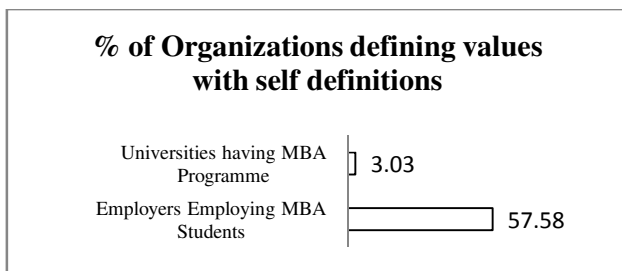 % of Organizations defining values
with self definitions
Universities having MBA
Programme
3.03
Employers Employing MBA
Students
57.58